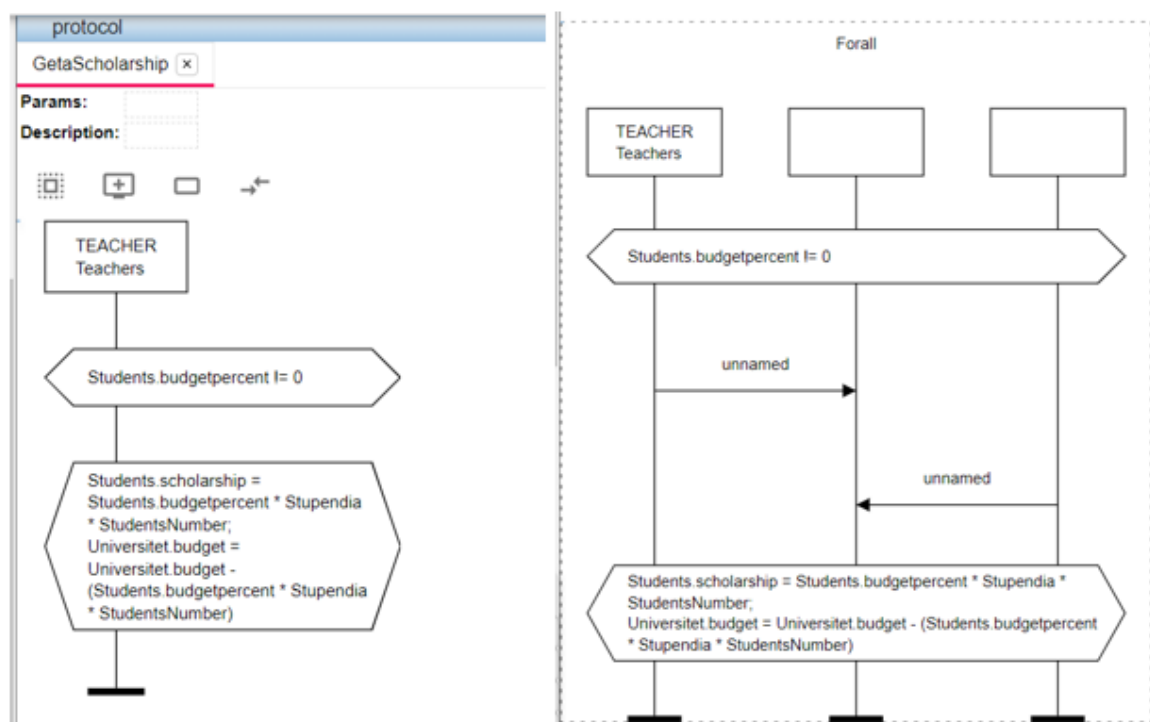 protocol
GetaScholarship ×
Params:
Description:
TEACHER
Teachers
Students.budgetpercent != 0
Students.scholarship =
Students.budgetpercent * Stupendia
* StudentsNumber;
Universitet.budget =
Universitet.budget -
(Students.budgetpercent * Stupendia
* StudentsNumber)
Forall
TEACHER
Teachers
Students.budgetpercent != 0
unnamed
unnamed
Students.scholarship = Students.budgetpercent * Stupendia *
StudentsNumber;
Universitet.budget = Universitet.budget - (Students.budgetpercent
* Stupendia * StudentsNumber)